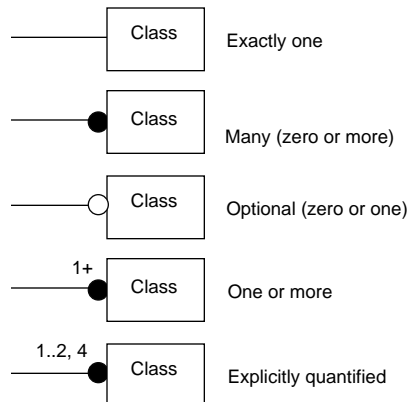 Class Exactly one
Class Many (zero or more)
Class Optional (zero or one)
1+
Class One or more
1..2, 4
Class Explicitly quantified